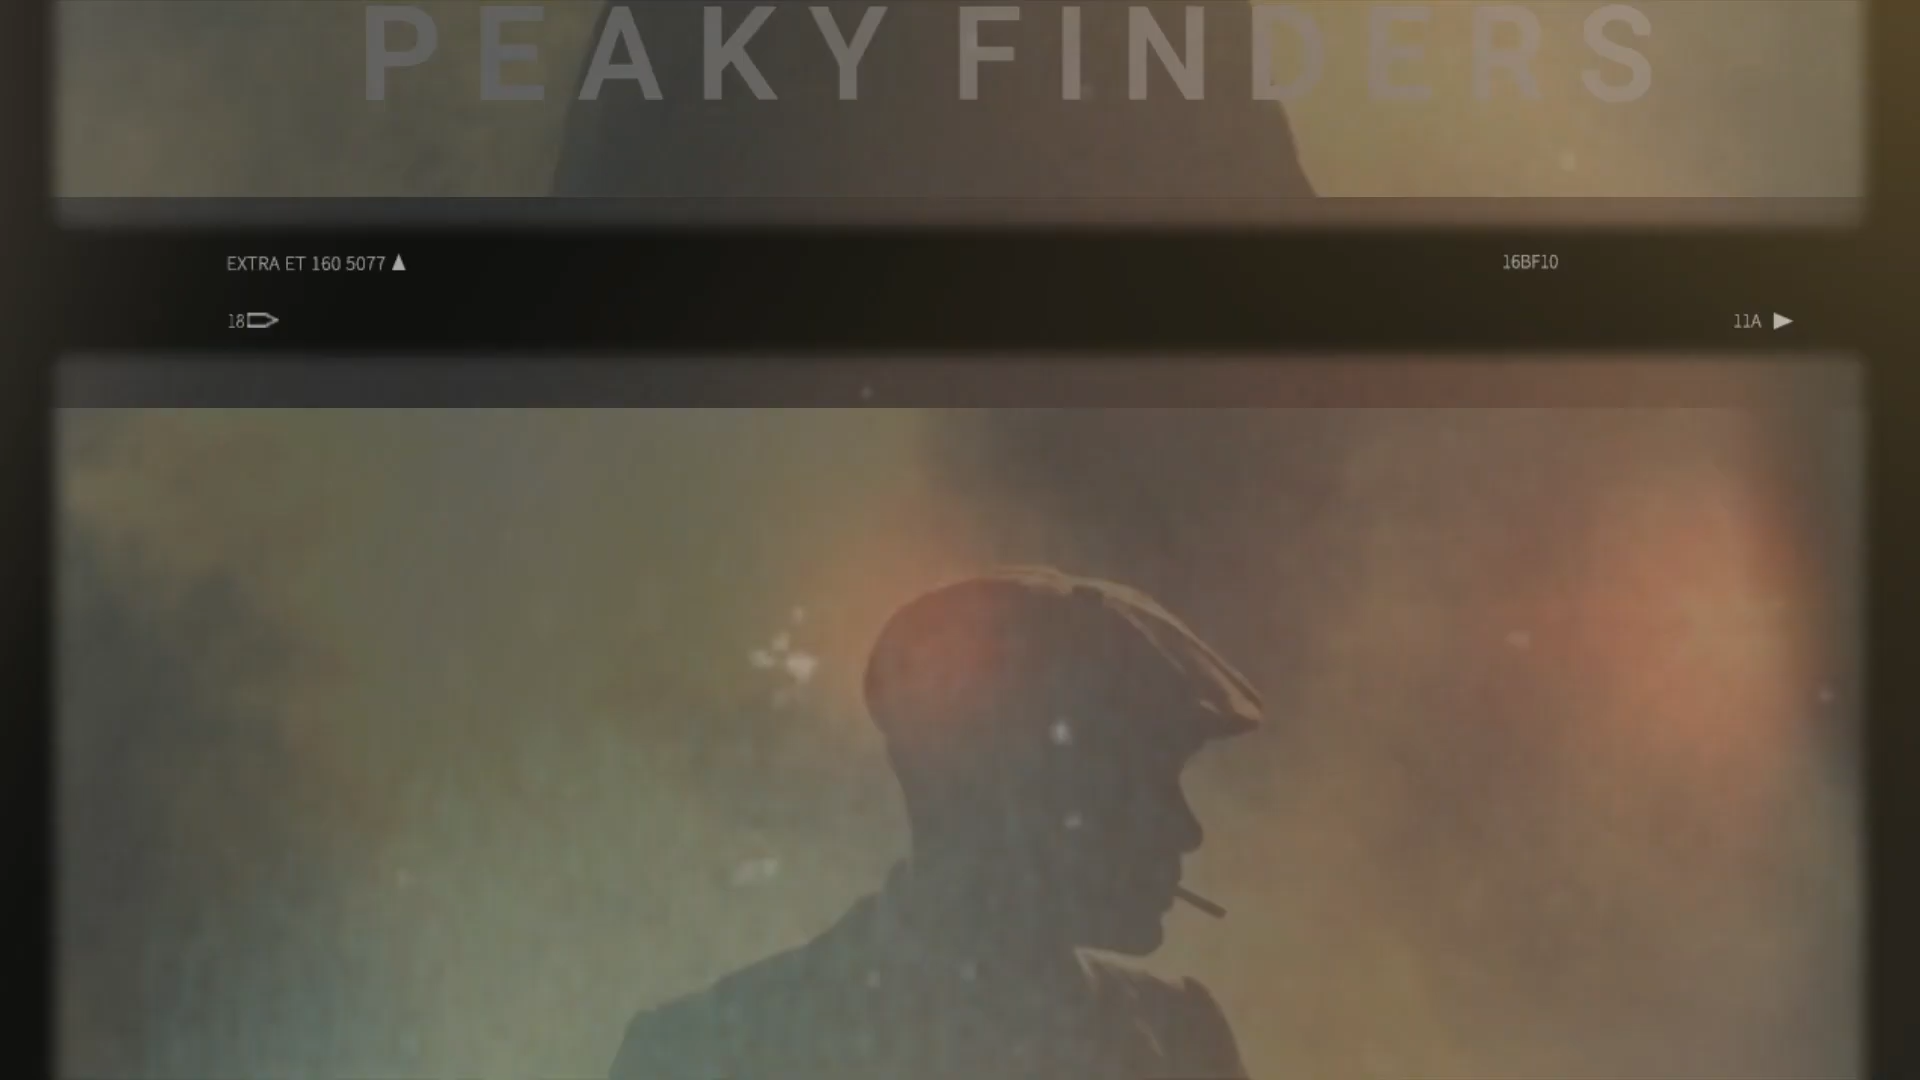 PEAKY FINDERS
EXTRA ET 160 5077 ▲
16BF10
18
11A ▶